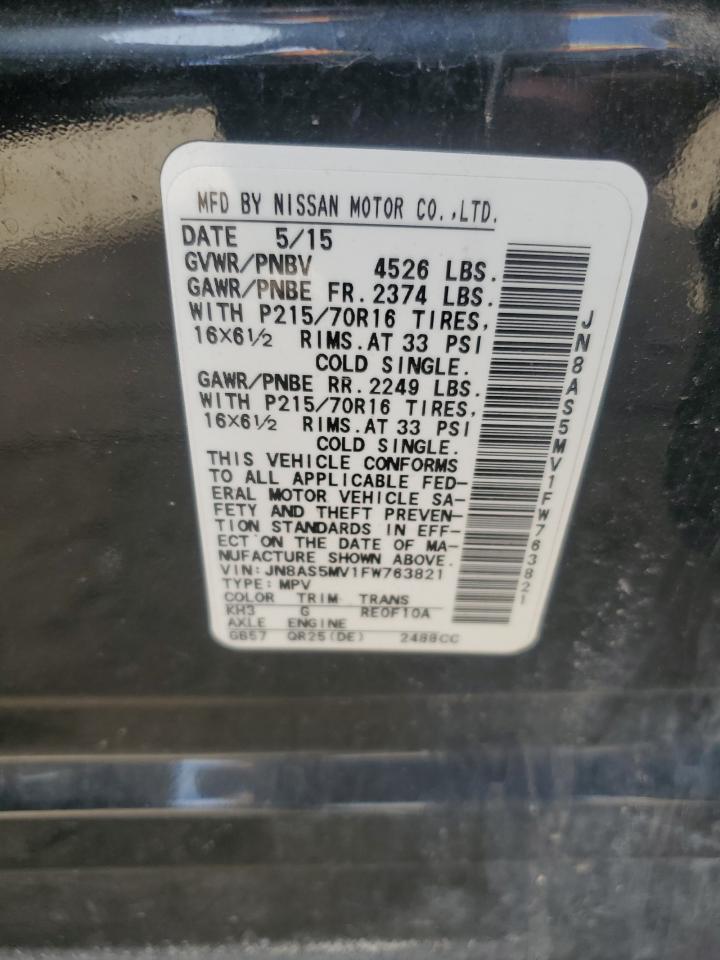 MFD BY NISSAN MOTOR CO.,LTD.
DATE 5/15
GVWR/PNBV 4526 LBS.
GAWR/PNBE FR. 2374 LBS.
WITH P215/70R16 TIRES,
16X6½ RIMS. AT 33 PSI
COLD SINGLE.
GAWR/PNBE RR. 2249 LBS.
WITH P215/70R16 TIRES,
16X6½ RIMS. AT 33 PSI
COLD SINGLE.
THIS VEHICLE CONFORMS
TO ALL APPLICABLE FED-
ERAL MOTOR VEHICLE SA-
FETY AND THEFT PREVEN-
TION STANDARDS IN EFF-
ECT ON THE DATE OF MA-
NUFACTURE SHOWN ABOVE.
VIN: JN8AS5MV1FW763821
TYPE: MPV
COLOR TRIM TRANS
KH3 G RE0F10A
AXLE ENGINE
GB57 QR25(DE) 2488CC
JN8AS5MV1FW763821